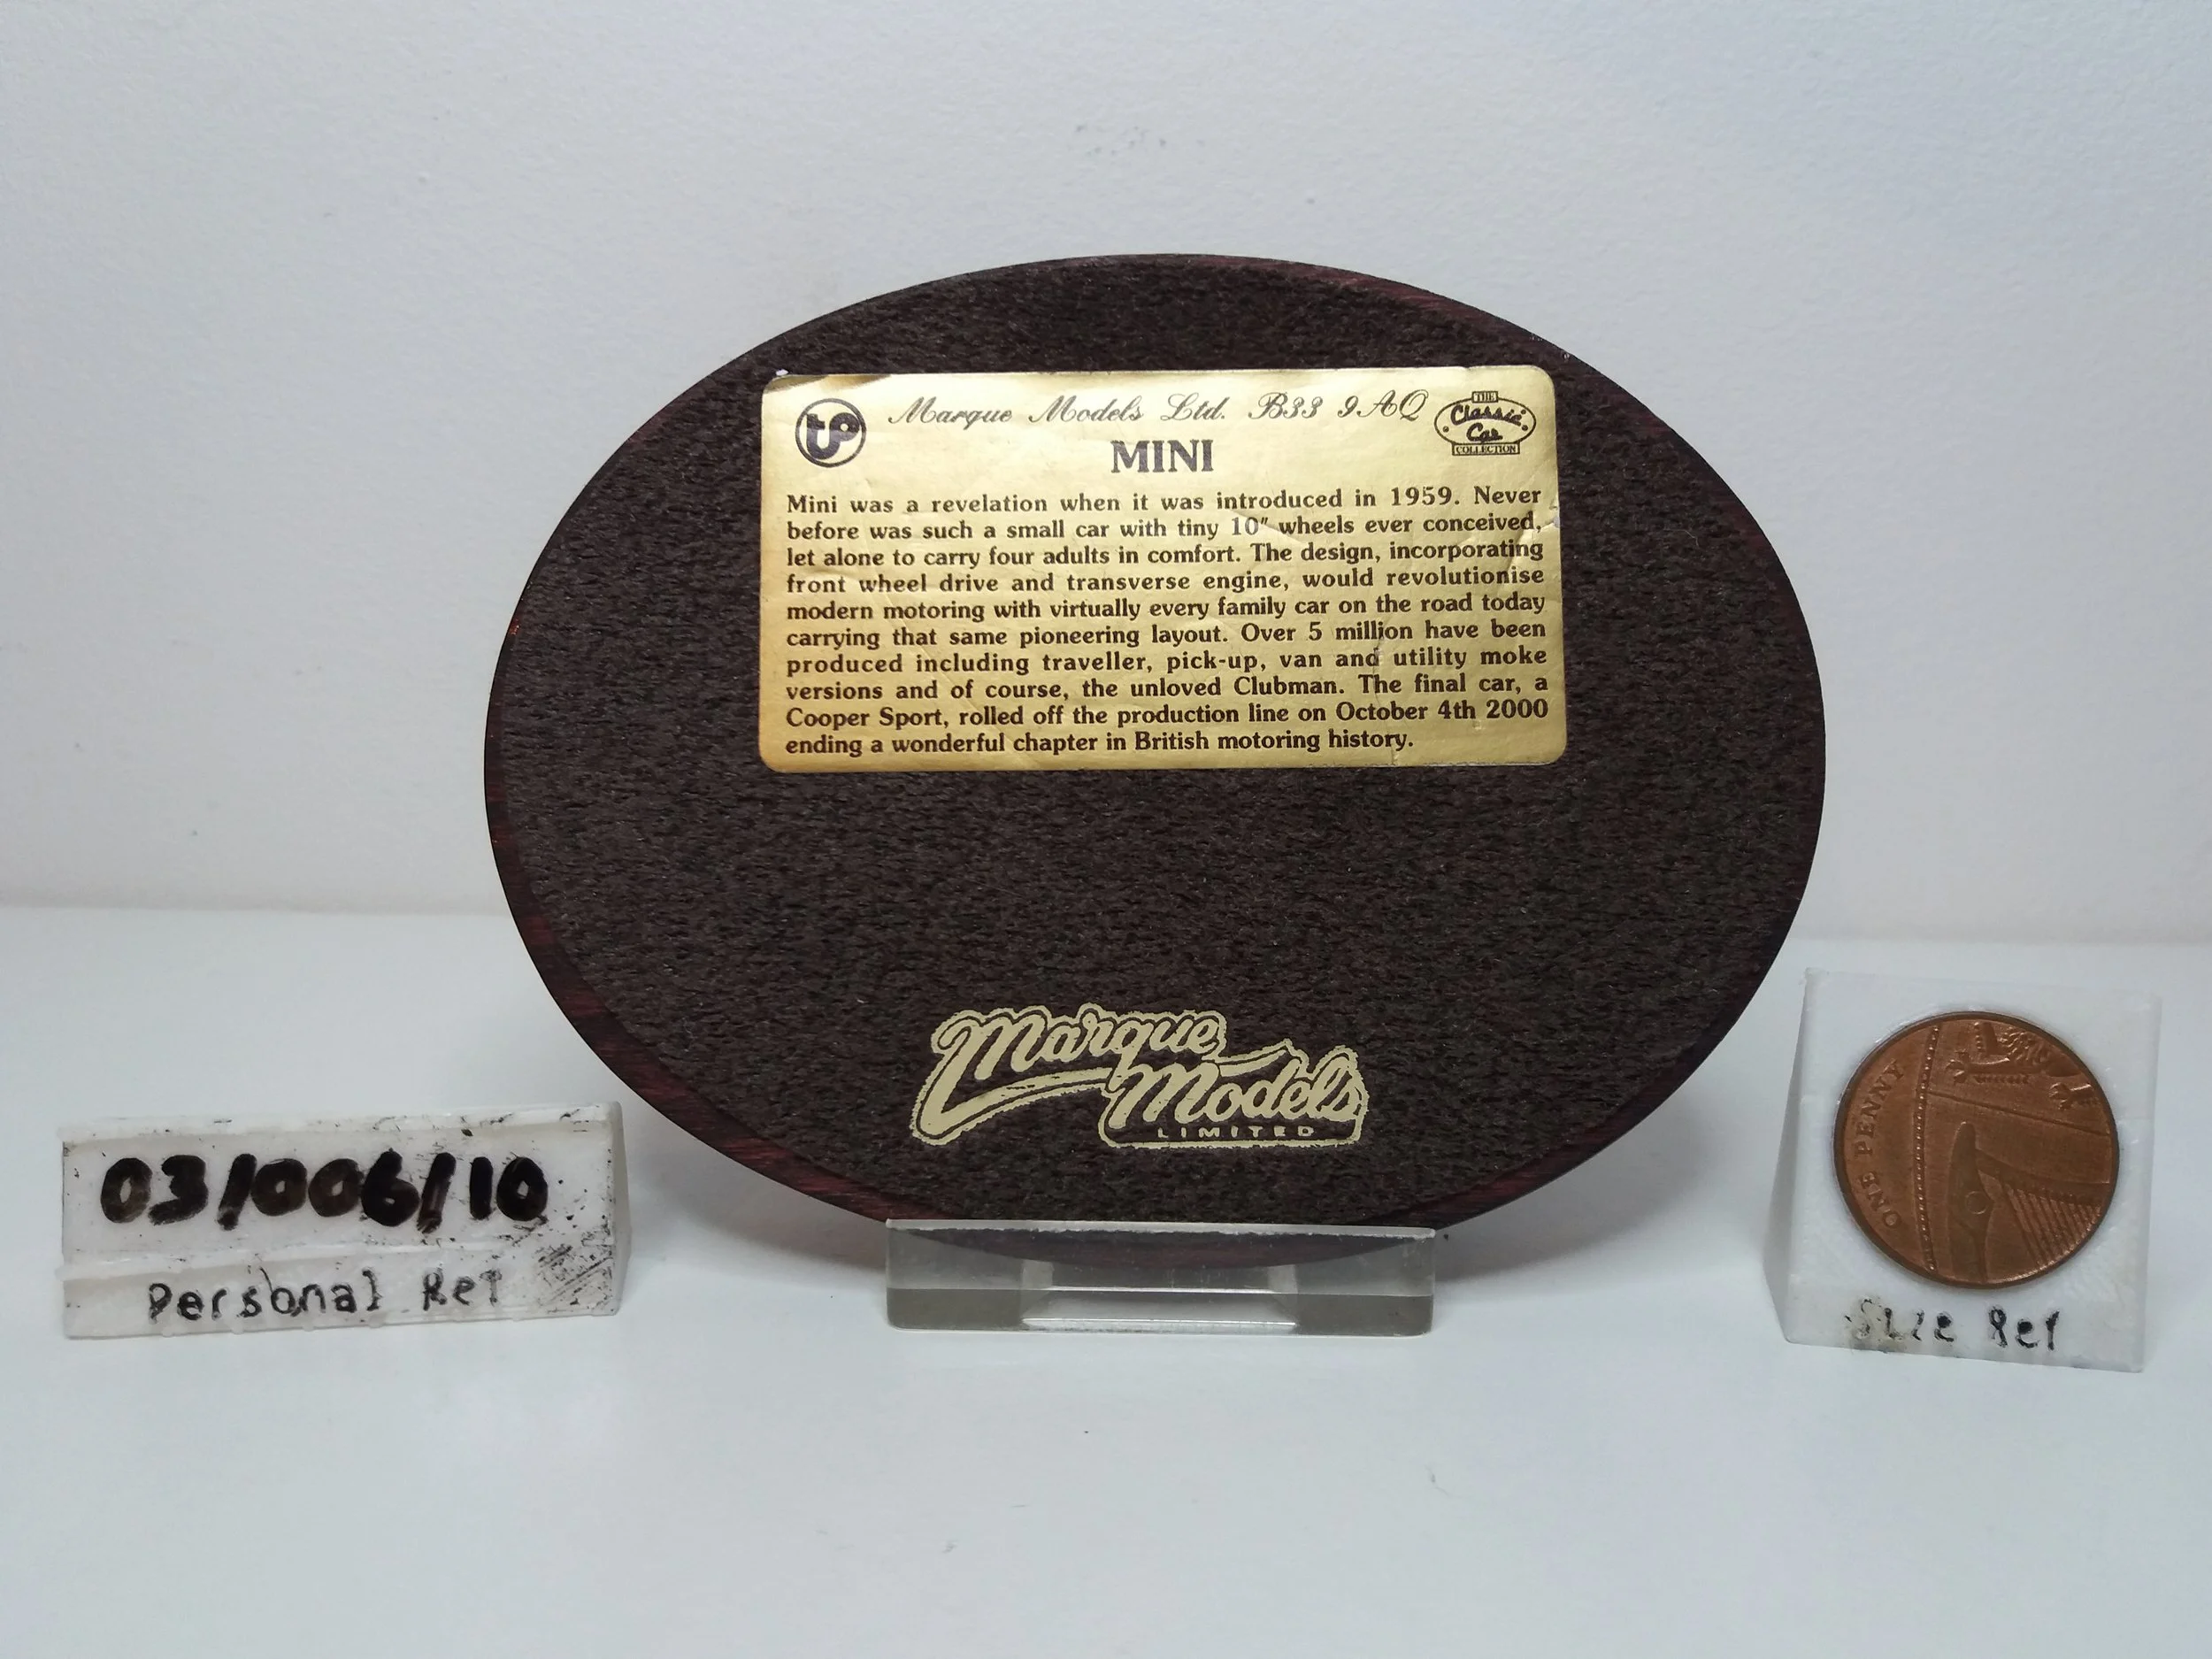 tp
Marque Models Ltd. B33 9AQ
THE
Classic
Car
COLLECTION
MINI
Mini was a revelation when it was introduced in 1959. Never
before was such a small car with tiny 10" wheels ever conceived,
let alone to carry four adults in comfort. The design, incorporating
front wheel drive and transverse engine, would revolutionise
modern motoring with virtually every family car on the road today
carrying that same pioneering layout. Over 5 million have been
produced including traveller, pick-up, van and utility moke
versions and of course, the unloved Clubman. The final car, a
Cooper Sport, rolled off the production line on October 4th 2000
ending a wonderful chapter in British motoring history.
Marque
Models
LIMITED
03/006/10
Personal Ref
ONE PENNY
Size Ref